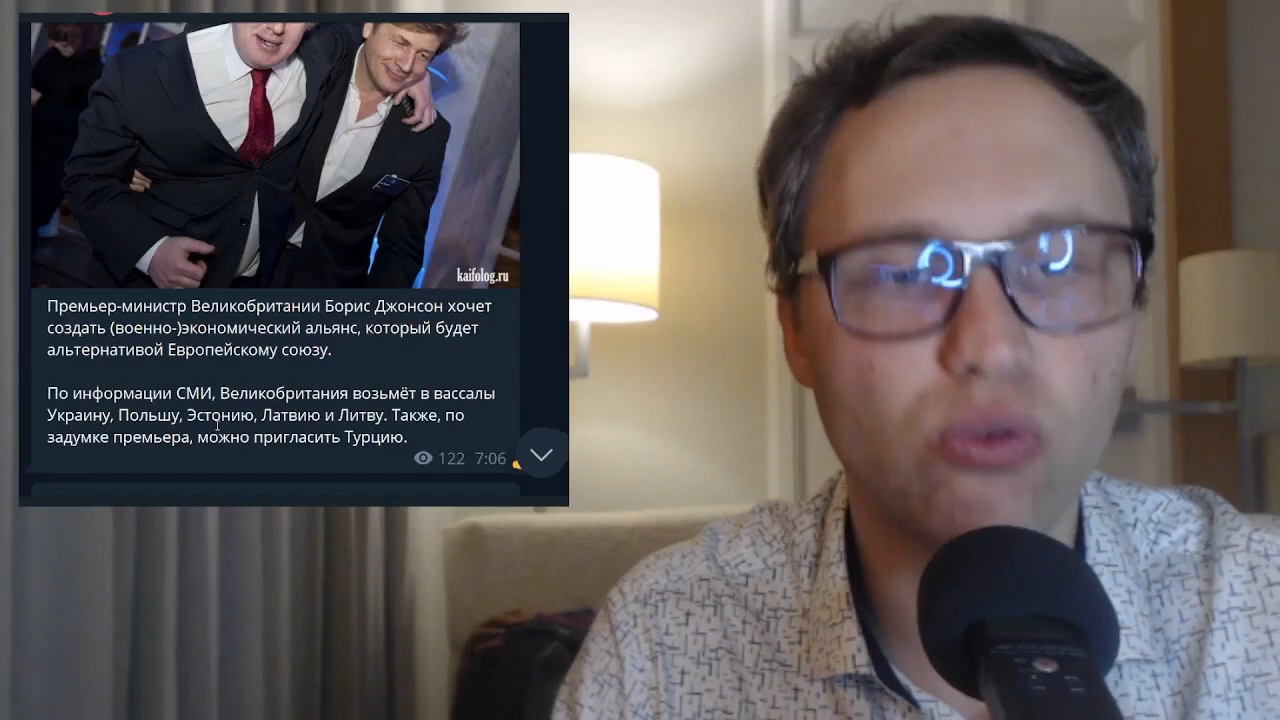 kaifolog.ru
Премьер-министр Великобритании Борис Джонсон хочет
создать (военно-)экономический альянс, который будет
альтернативой Европейскому союзу.
По информации СМИ, Великобритания возьмёт в вассалы
Украину, Польшу, Эстонию, Латвию и Литву. Также, по
задумке премьера, можно пригласить Турцию.
122 7:06